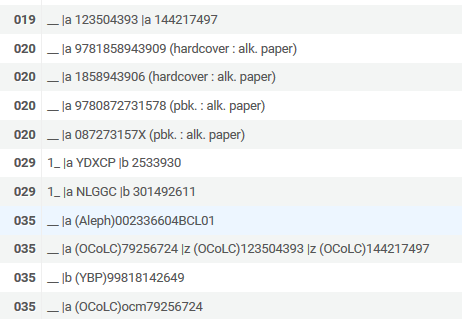 019 __ |a 123504393 |a 144217497
020 __ |a 9781858943909 (hardcover : alk. paper)
020 __ |a 1858943906 (hardcover : alk. paper)
020 __ |a 9780872731578 (pbk. : alk. paper)
020 __ |a 087273157X (pbk. : alk. paper)
029 1_ |a YDXCP |b 2533930
029 1_ |a NLGGC |b 301492611
035 __ |a (Aleph)002336604BCL01
035 __ |a (OCoLC)79256724 |z (OCoLC)123504393 |z (OCoLC)144217497
035 __ |b (YBP)99818142649
035 __ |a (OCoLC)ocm79256724